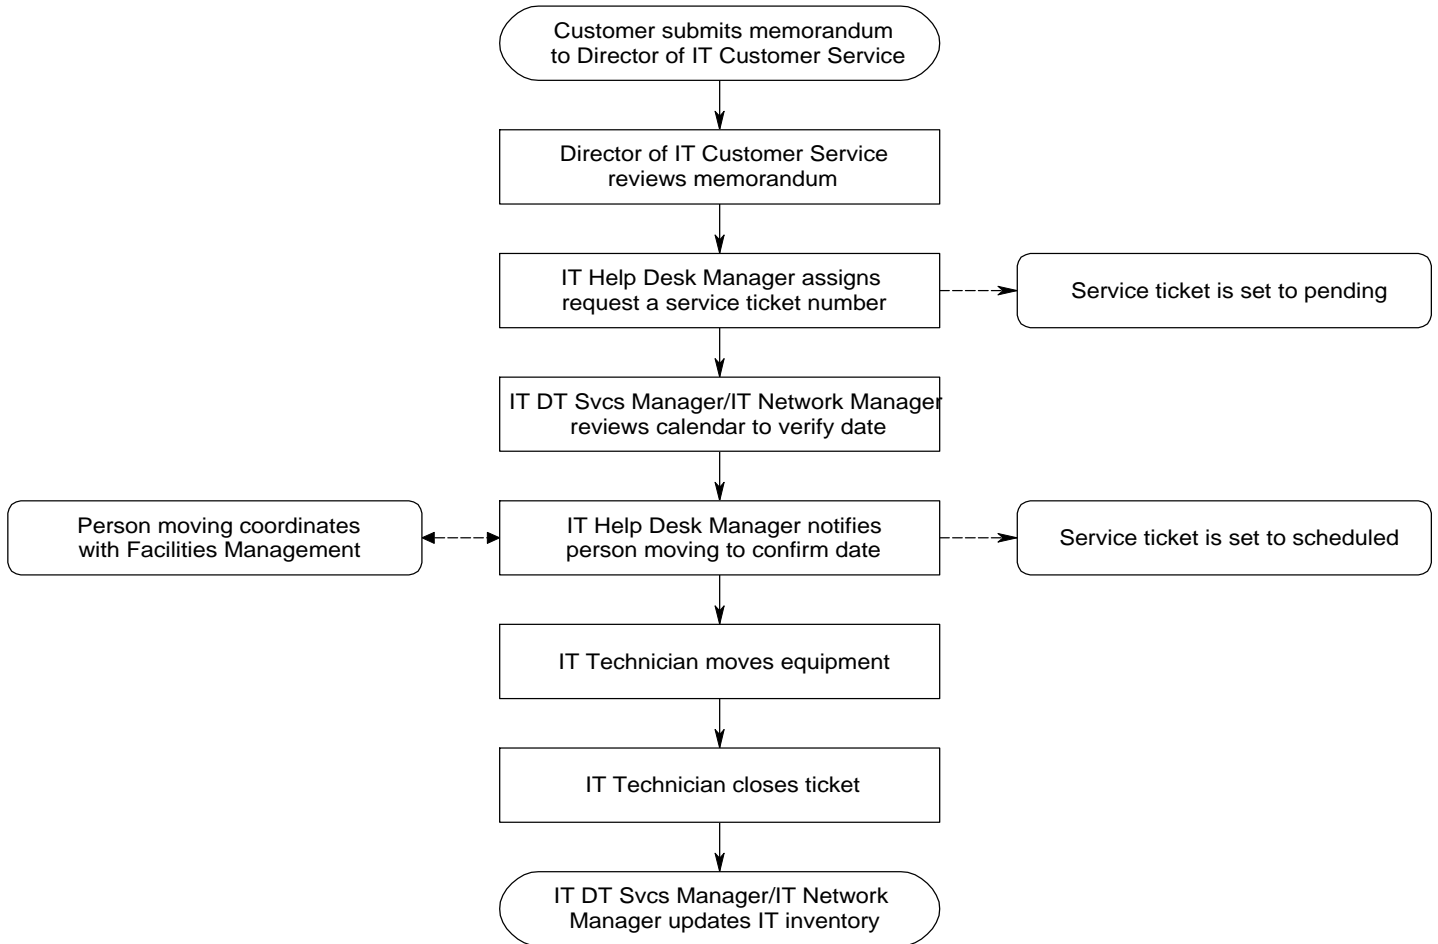 Customer submits memorandum
to Director of IT Customer Service
Director of IT Customer Service
reviews memorandum
IT Help Desk Manager assigns
request a service ticket number
Service ticket is set to pending
IT DT Svcs Manager/IT Network Manager
reviews calendar to verify date
Person moving coordinates
with Facilities Management
IT Help Desk Manager notifies
person moving to confirm date
Service ticket is set to scheduled
IT Technician moves equipment
IT Technician closes ticket
IT DT Svcs Manager/IT Network
Manager updates IT inventory